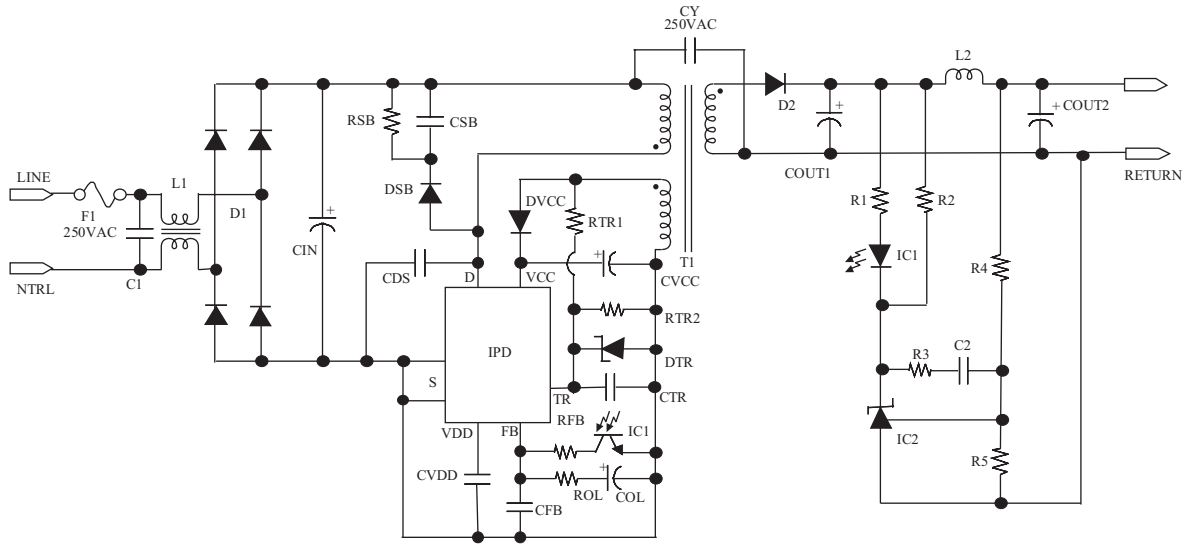 CY
250VAC
L2
D2
COUT2
RSB
CSB
COUT1
RETURN
LINE
L1
DSB
DVCC
RTR1
R1
R2
F1
250VAC
D1
CIN
CDS
D
VCC
T1
CVCC
IC1
R4
NTRL
C1
RTR2
IPD
DTR
R3
C2
S
TR
CTR
VDD
FB
RFB
IC1
IC2
R5
CVDD
ROL
COL
CFB